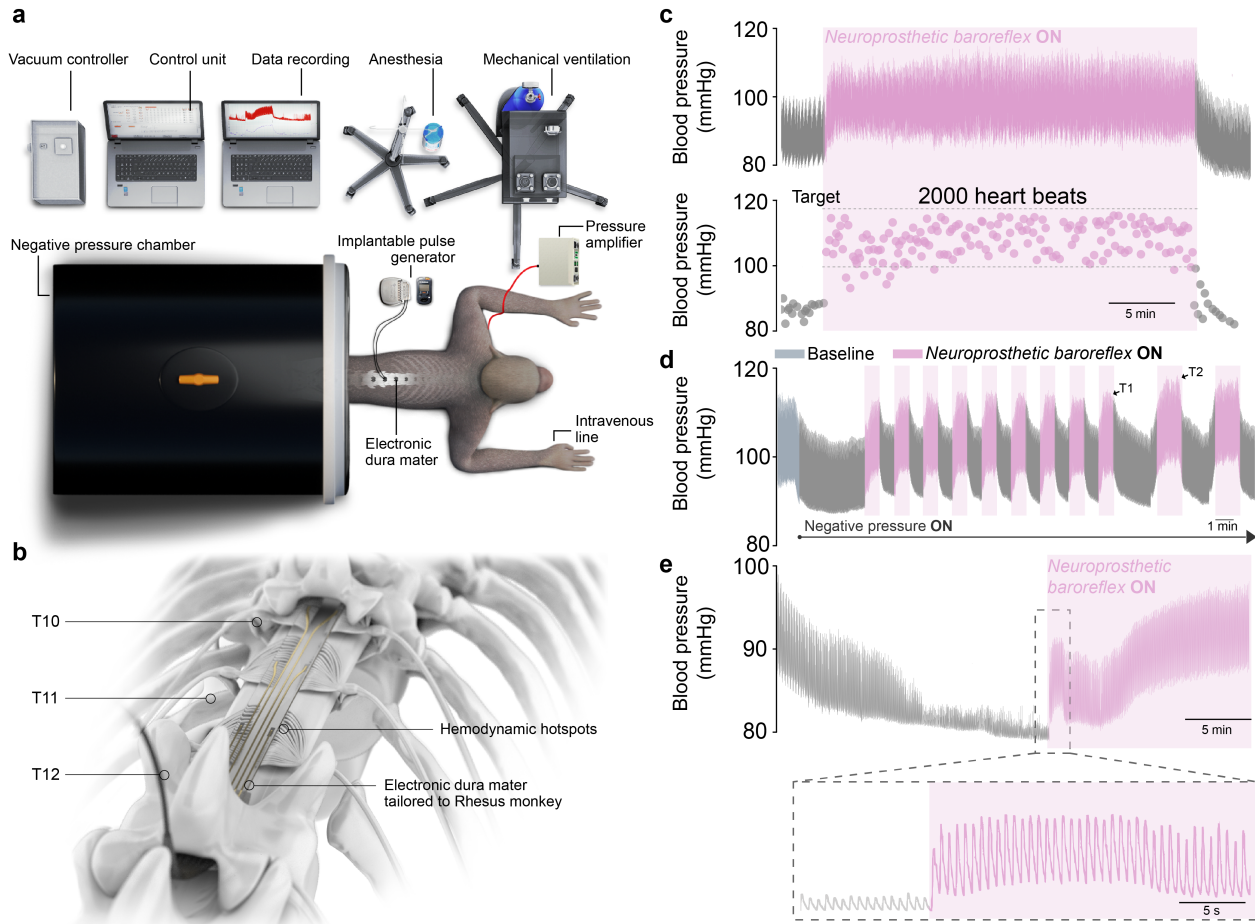 a
Vacuum controller
Control unit
Data recording
Anesthesia
Mechanical ventilation
Negative pressure chamber
Implantable pulse
generator
Pressure
amplifier
Electronic
dura mater
Intravenous
line
b
T10
T11
T12
Hemodynamic hotspots
Electronic dura mater
tailored to Rhesus monkey
c
Neuroprosthetic baroreflex ON
Blood pressure
(mmHg)
120
100
80
Target
2000 heart beats
Blood pressure
(mmHg)
120
100
80
5 min
d
Baseline
Neuroprosthetic baroreflex ON
Blood pressure
(mmHg)
120
100
80
T1
T2
1 min
Negative pressure ON
e
Neuroprosthetic
baroreflex ON
Blood pressure
(mmHg)
100
90
80
5 min
5 s